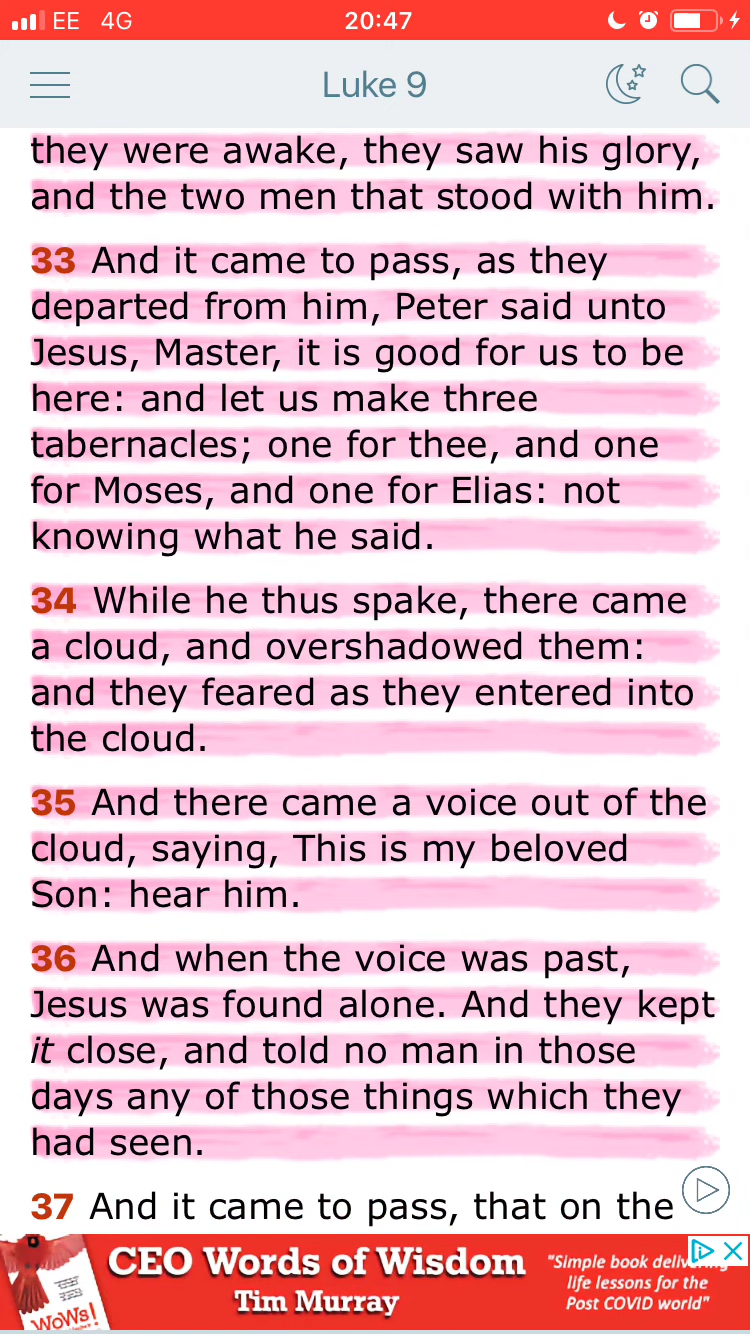 EE 4G 20:47
Luke 9
they were awake, they saw his glory,
and the two men that stood with him.
33 And it came to pass, as they
departed from him, Peter said unto
Jesus, Master, it is good for us to be
here: and let us make three
tabernacles; one for thee, and one
for Moses, and one for Elias: not
knowing what he said.
34 While he thus spake, there came
a cloud, and overshadowed them:
and they feared as they entered into
the cloud.
35 And there came a voice out of the
cloud, saying, This is my beloved
Son: hear him.
36 And when the voice was past,
Jesus was found alone. And they kept
it close, and told no man in those
days any of those things which they
had seen.
37 And it came to pass, that on the
WoWs!
CEO Words of Wisdom
Tim Murray
"Simple book
life lessons for the
Post COVID world"